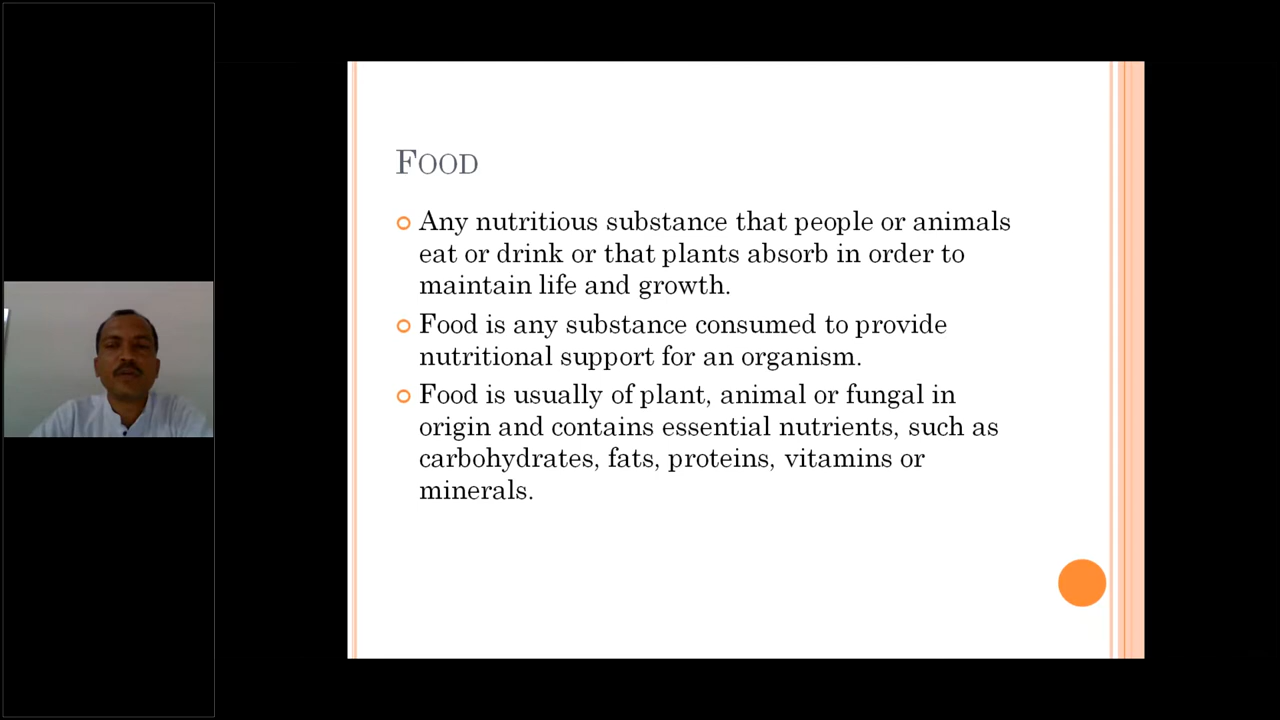 Food
Any nutritious substance that people or animals
eat or drink or that plants absorb in order to
maintain life and growth.
Food is any substance consumed to provide
nutritional support for an organism.
Food is usually of plant, animal or fungal in
origin and contains essential nutrients, such as
carbohydrates, fats, proteins, vitamins or
minerals.